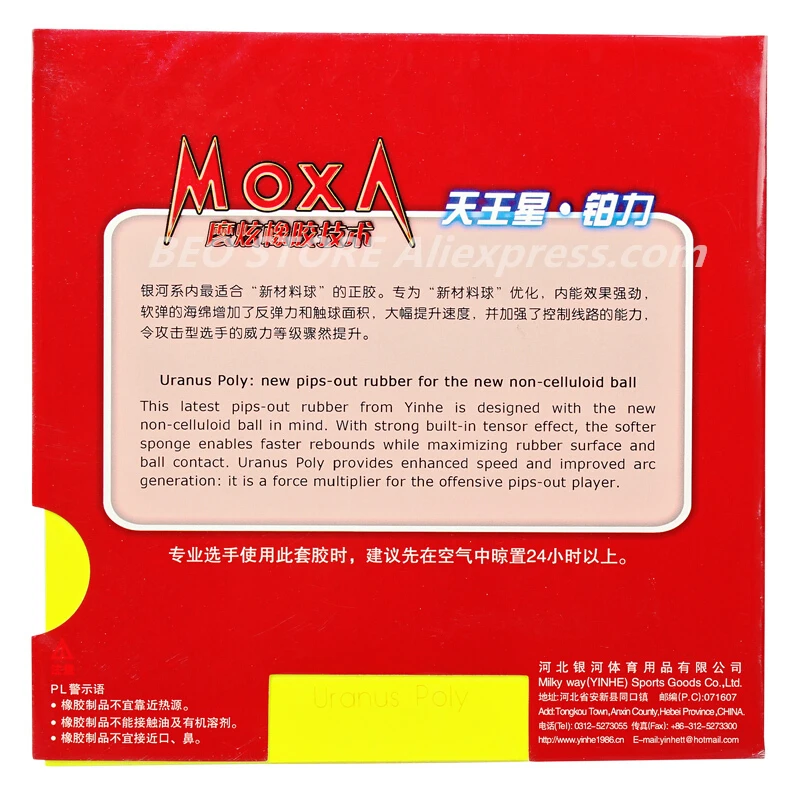 MOXA
磨炫橡胶技术
天王星·铂力
BEO STORE Aliexpress.com
银河系内最适合“新材料球”的正胶。专为“新材料球”优化，内能效果强劲，
软弹的海绵增加了反弹力和触球面积，大幅提升速度，并加强了控制线路的能力，
令攻击型选手的威力等级骤然提升。
Uranus Poly: new pips-out rubber for the new non-celluloid ball
This latest pips-out rubber from Yinhe is designed with the new
non-celluloid ball in mind. With strong built-in tensor effect, the softer
sponge enables faster rebounds while maximizing rubber surface and
ball contact. Uranus Poly provides enhanced speed and improved arc
generation: it is a force multiplier for the offensive pips-out player.
专业选手使用此套胶时，建议先在空气中晾置24小时以上。
PL警示语
• 橡胶制品不宜靠近热源。
• 橡胶制品不能接触油及有机溶剂。
• 橡胶制品不宜接近口、鼻。
Uranus Poly
河北银河体育用品有限公司
Milky way(YINHE) Sports Goods Co.,Ltd.
地址:河北省安新县同口镇 邮编(P.C):071607
Add:Tongkou Town,Anxin County,Hebei Province,CHINA.
电话(Tel): 0312-5273055 传真(Fax): +86-312-5273300
http://www.yinhe1986.cn E-mail:yinhett@hotmail.com